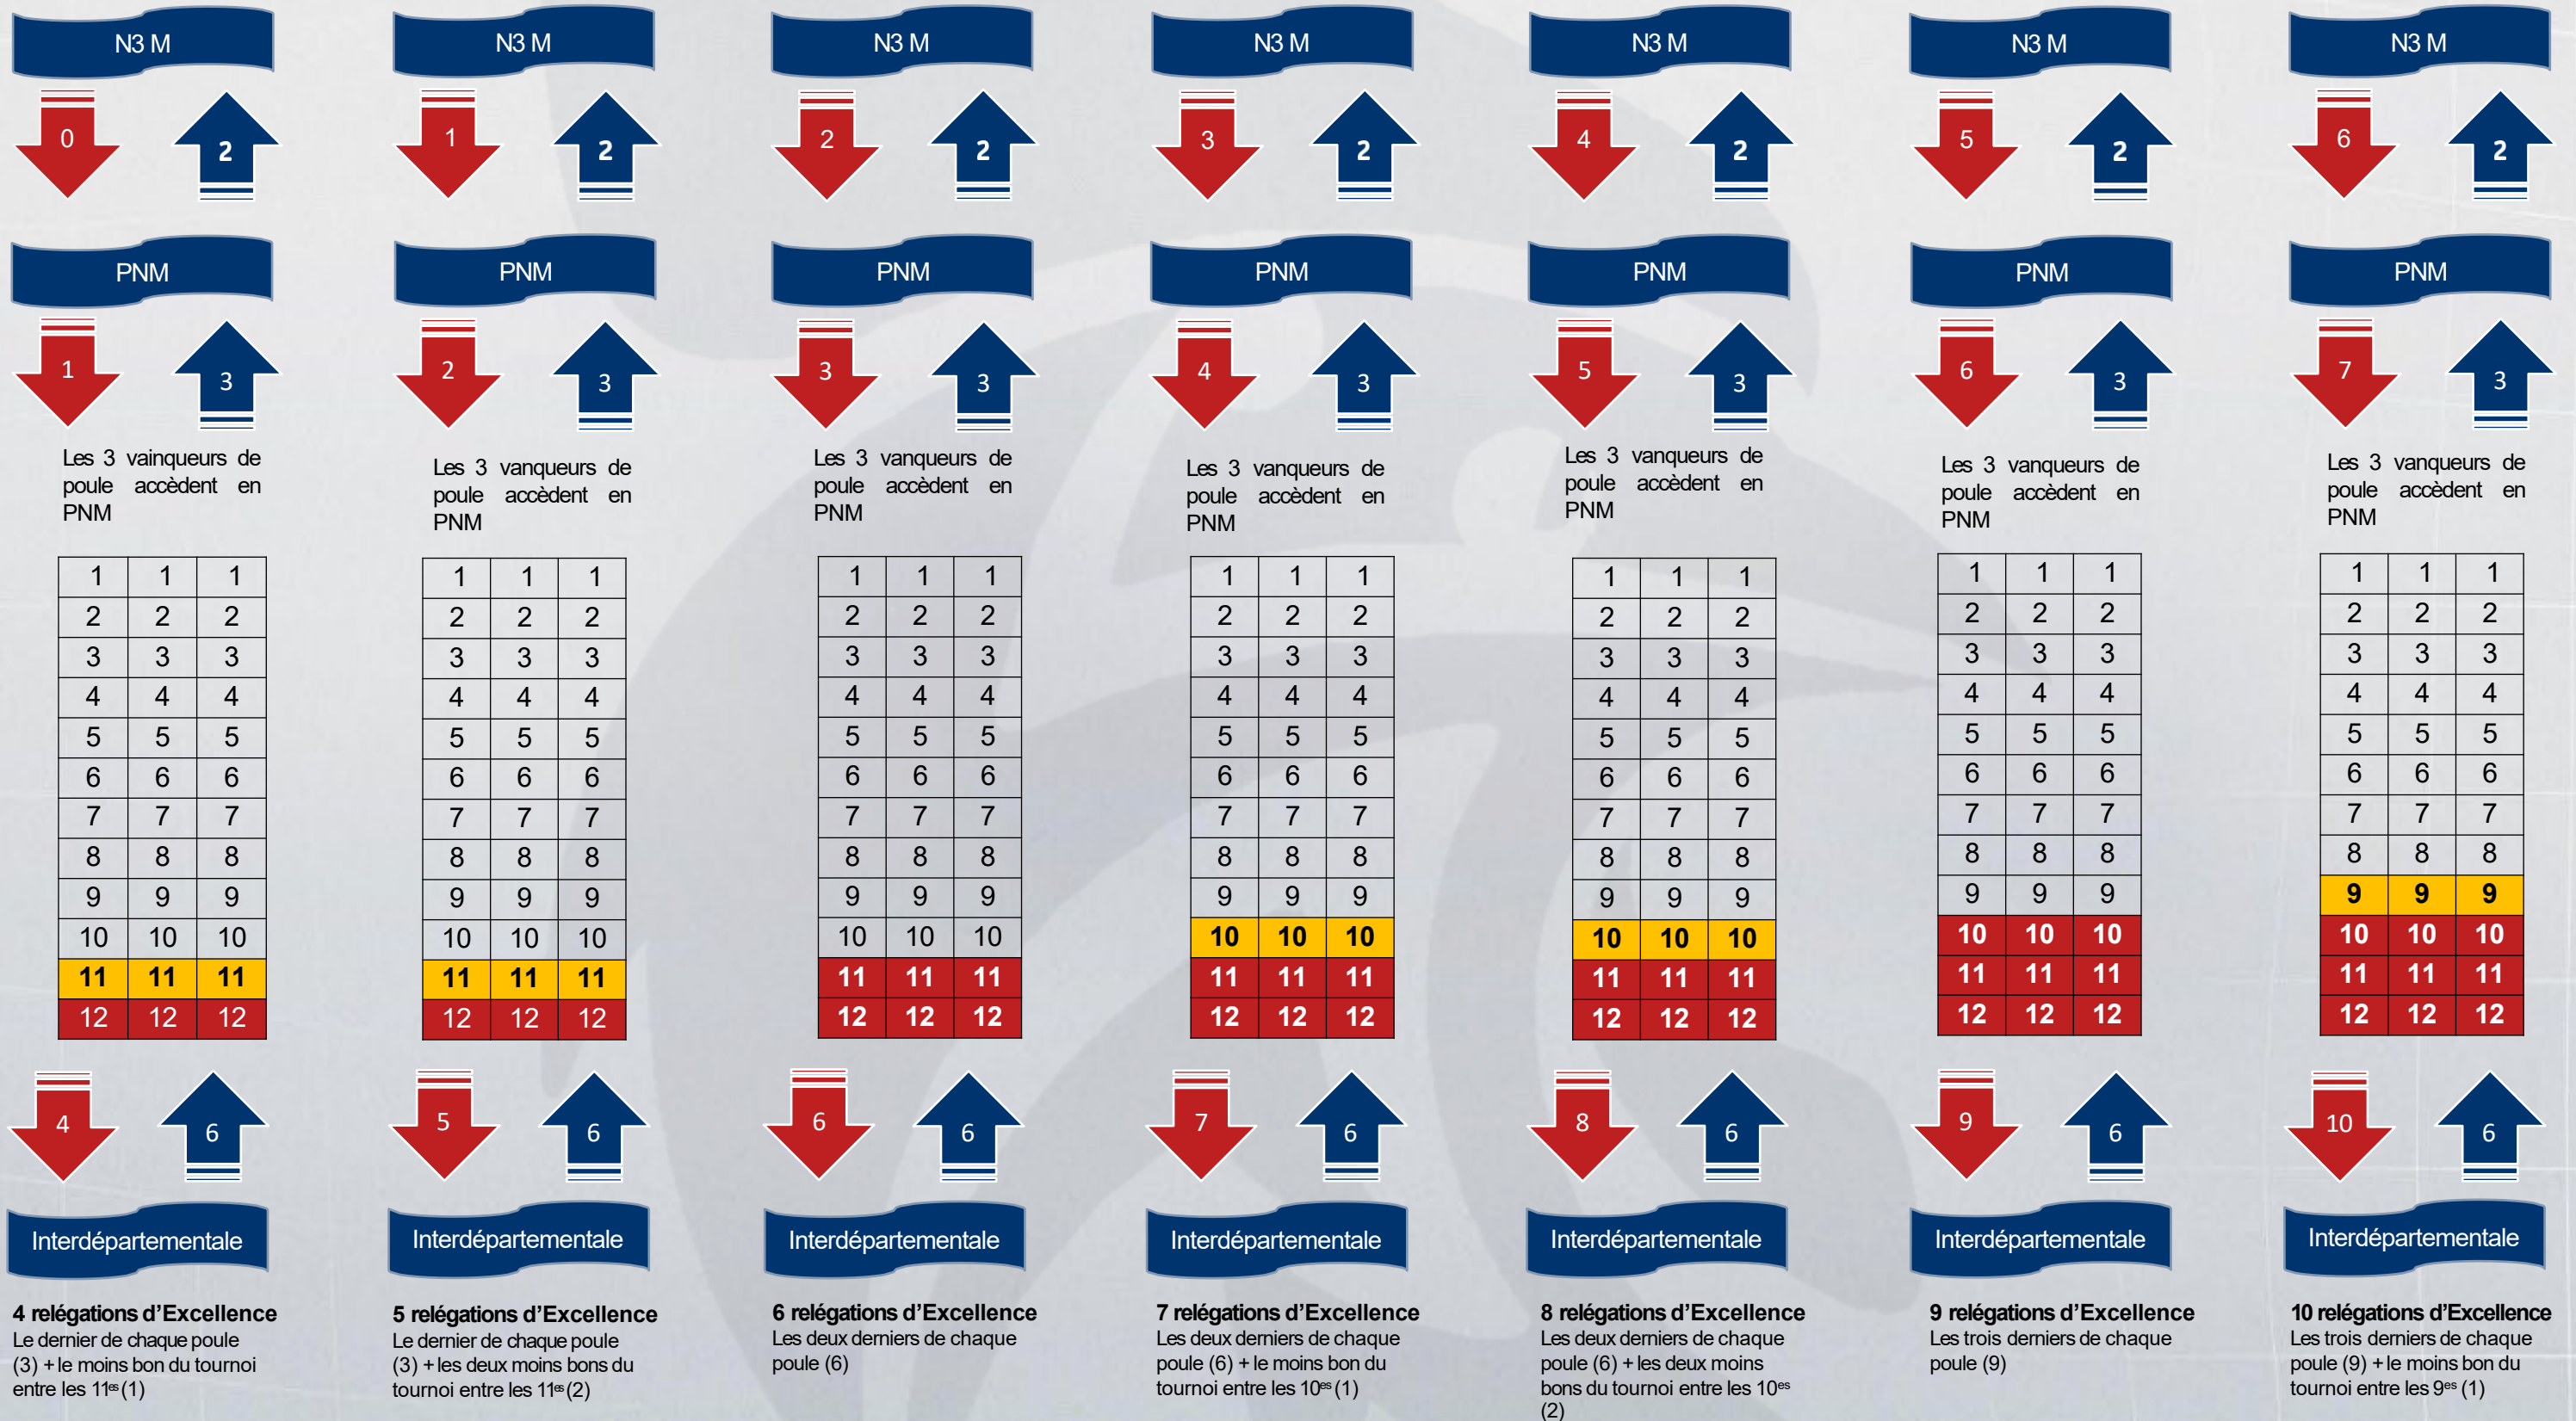 N3 M
N3 M
N3 M
N3 M
N3 M
N3 M
N3 M
0 2
1 2
2 2
3 2
4 2
5 2
6 2
PNM
PNM
PNM
PNM
PNM
PNM
PNM
1 3
2 3
3 3
4 3
5 3
6 3
7 3
Les 3 vainqueurs de
poule accèdent en
PNM
Les 3 vanqueurs de
poule accèdent en
PNM
Les 3 vanqueurs de
poule accèdent en
PNM
Les 3 vanqueurs de
poule accèdent en
PNM
Les 3 vanqueurs de
poule accèdent en
PNM
Les 3 vanqueurs de
poule accèdent en
PNM
Les 3 vanqueurs de
poule accèdent en
PNM
1 1 1
2 2 2
3 3 3
4 4 4
5 5 5
6 6 6
7 7 7
8 8 8
9 9 9
10 10 10
11 11 11
12 12 12
1 1 1
2 2 2
3 3 3
4 4 4
5 5 5
6 6 6
7 7 7
8 8 8
9 9 9
10 10 10
11 11 11
12 12 12
1 1 1
2 2 2
3 3 3
4 4 4
5 5 5
6 6 6
7 7 7
8 8 8
9 9 9
10 10 10
11 11 11
12 12 12
1 1 1
2 2 2
3 3 3
4 4 4
5 5 5
6 6 6
7 7 7
8 8 8
9 9 9
10 10 10
11 11 11
12 12 12
1 1 1
2 2 2
3 3 3
4 4 4
5 5 5
6 6 6
7 7 7
8 8 8
9 9 9
10 10 10
11 11 11
12 12 12
1 1 1
2 2 2
3 3 3
4 4 4
5 5 5
6 6 6
7 7 7
8 8 8
9 9 9
10 10 10
11 11 11
12 12 12
1 1 1
2 2 2
3 3 3
4 4 4
5 5 5
6 6 6
7 7 7
8 8 8
9 9 9
10 10 10
11 11 11
12 12 12
4 6
5 6
6 6
7 6
8 6
9 6
10 6
Interdépartementale
Interdépartementale
Interdépartementale
Interdépartementale
Interdépartementale
Interdépartementale
Interdépartementale
4 relégations d’Excellence
Le dernier de chaque poule
(3) + le moins bon du tournoi
entre les 11es (1)
5 relégations d’Excellence
Le dernier de chaque poule
(3) + les deux moins bons du
tournoi entre les 11es (2)
6 relégations d’Excellence
Les deux derniers de chaque
poule (6)
7 relégations d’Excellence
Les deux derniers de chaque
poule (6) + le moins bon du
tournoi entre les 10es (1)
8 relégations d’Excellence
Les deux derniers de chaque
poule (6) + les deux moins
bons du tournoi entre les 10es
(2)
9 relégations d’Excellence
Les trois derniers de chaque
poule (9)
10 relégations d’Excellence
Les trois derniers de chaque
poule (9) + le moins bon du
tournoi entre les 9es (1)